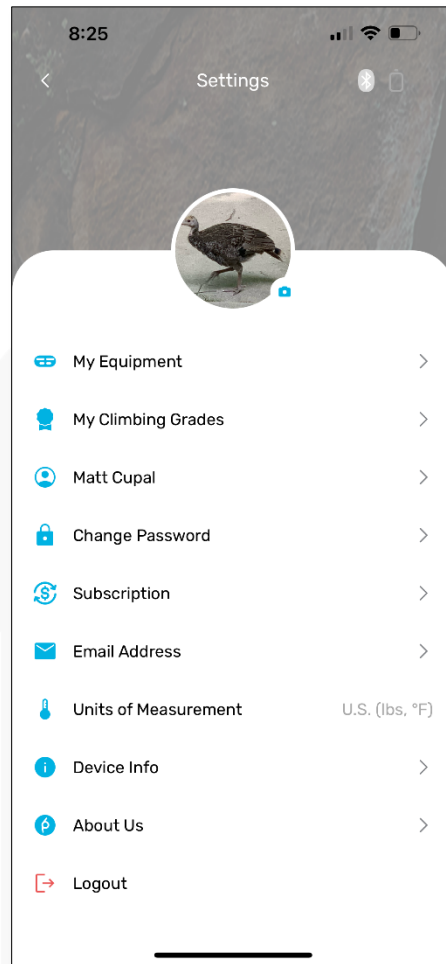 8:25
Settings
My Equipment
My Climbing Grades
Matt Cupal
Change Password
Subscription
Email Address
Units of Measurement U.S. (lbs, °F)
Device Info
About Us
Logout